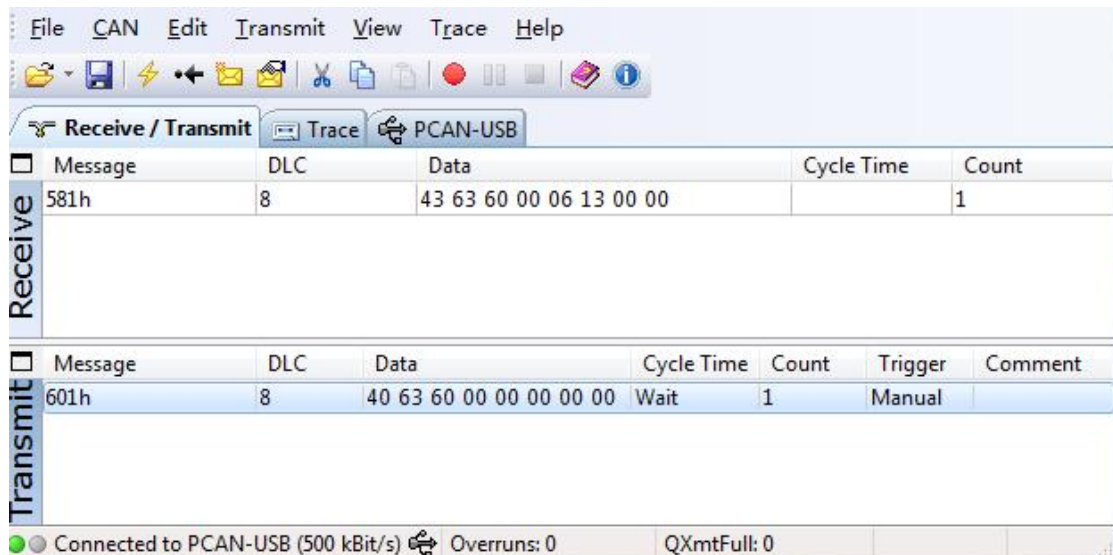 File CAN Edit Transmit View Trace Help
Receive / Transmit Trace PCAN-USB
Message DLC Data Cycle Time Count
581h 8 43 63 60 00 06 13 00 00 1
Receive
Message DLC Data Cycle Time Count Trigger Comment
601h 8 40 63 60 00 00 00 00 00 Wait 1 Manual
Transmit
Connected to PCAN-USB (500 kBit/s) Overruns: 0 QXmtFull: 0